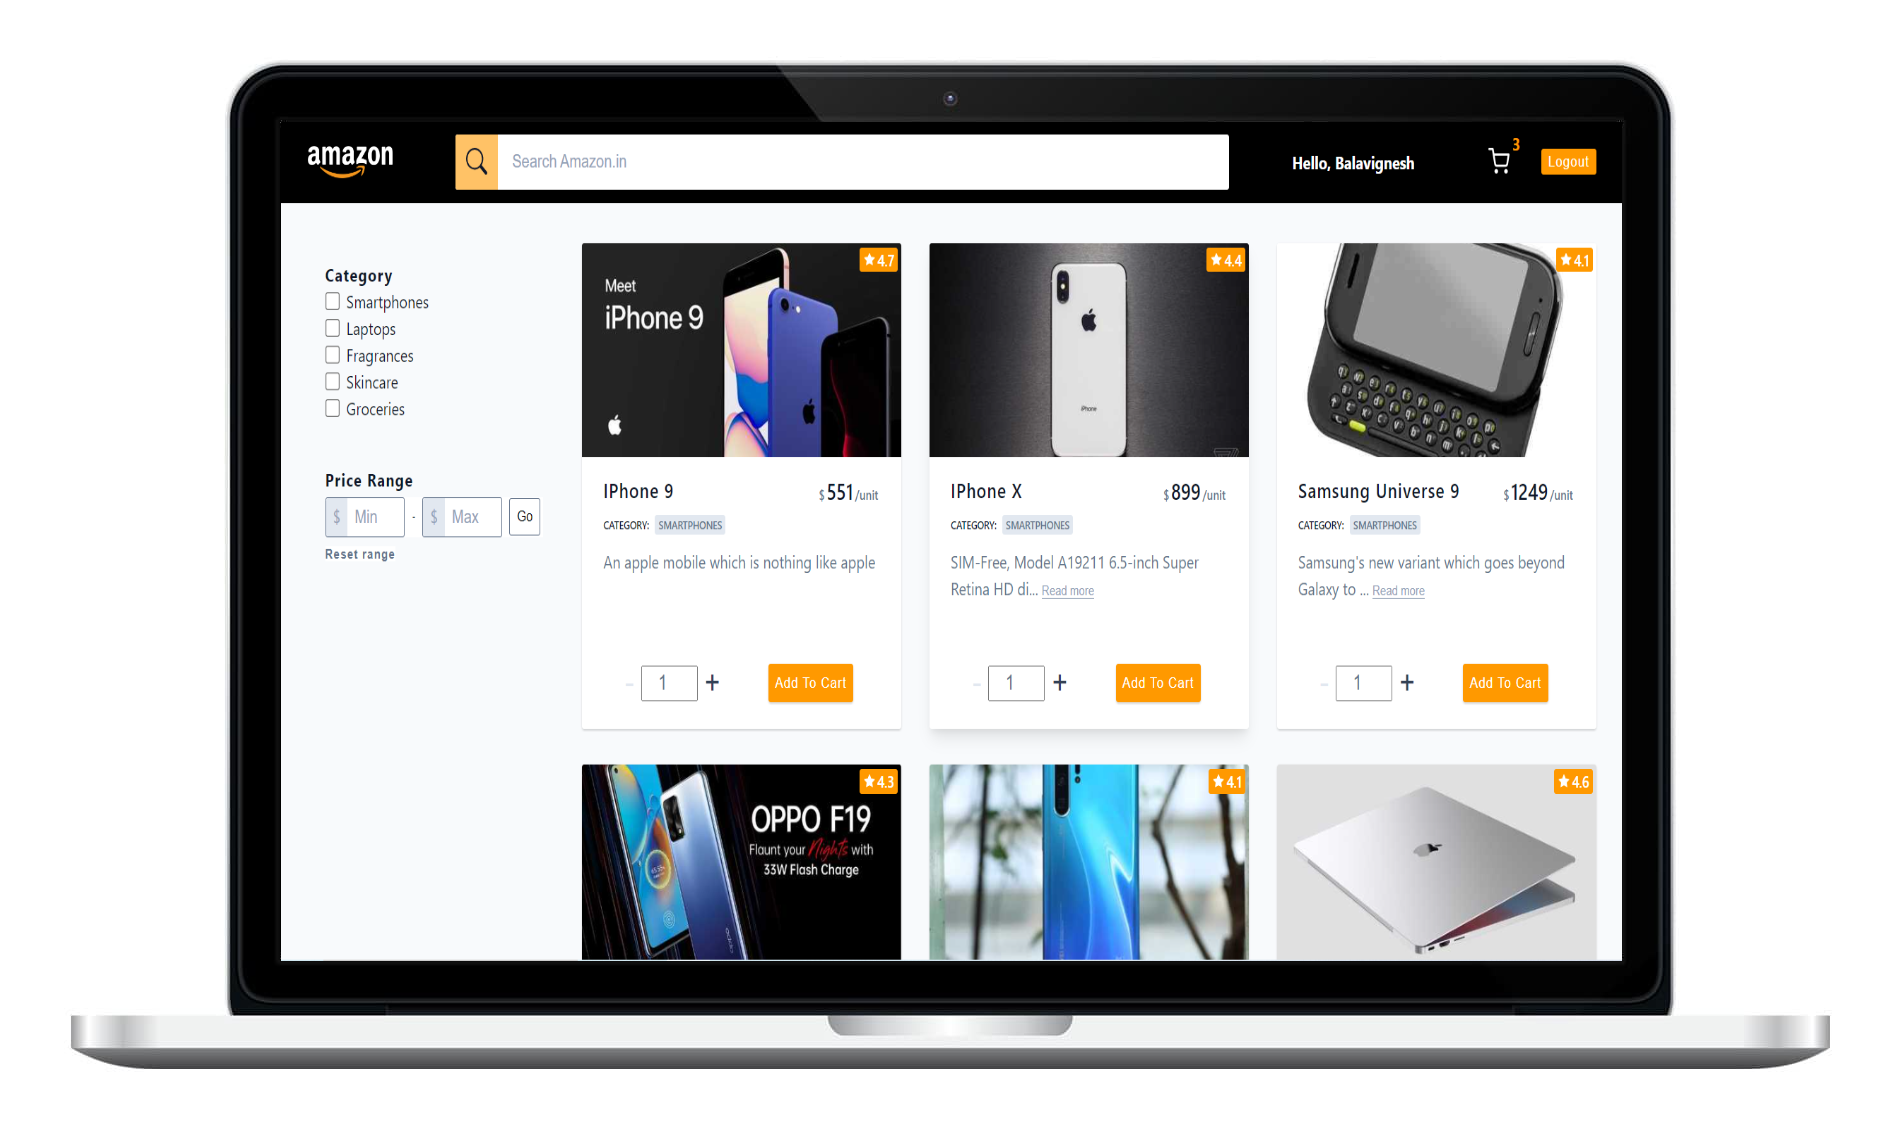 amazon
Search Amazon.in
Hello, Balavignesh
3
Logout
Category
Smartphones
Laptops
Fragrances
Skincare
Groceries
Price Range
$ Min - $ Max Go
Reset range
4.7
Meet
iPhone 9
IPhone 9
$551/unit
CATEGORY: SMARTPHONES
An apple mobile which is nothing like apple
- 1 +
Add To Cart
4.4
iPhone
IPhone X
$899/unit
CATEGORY: SMARTPHONES
SIM-Free, Model A19211 6.5-inch Super
Retina HD di... Read more
- 1 +
Add To Cart
4.1
Samsung Universe 9
$1249/unit
CATEGORY: SMARTPHONES
Samsung's new variant which goes beyond
Galaxy to ... Read more
- 1 +
Add To Cart
4.3
OPPO F19
Flaunt your Nights with
33W Flash Charge
oppo
4.1
4.6